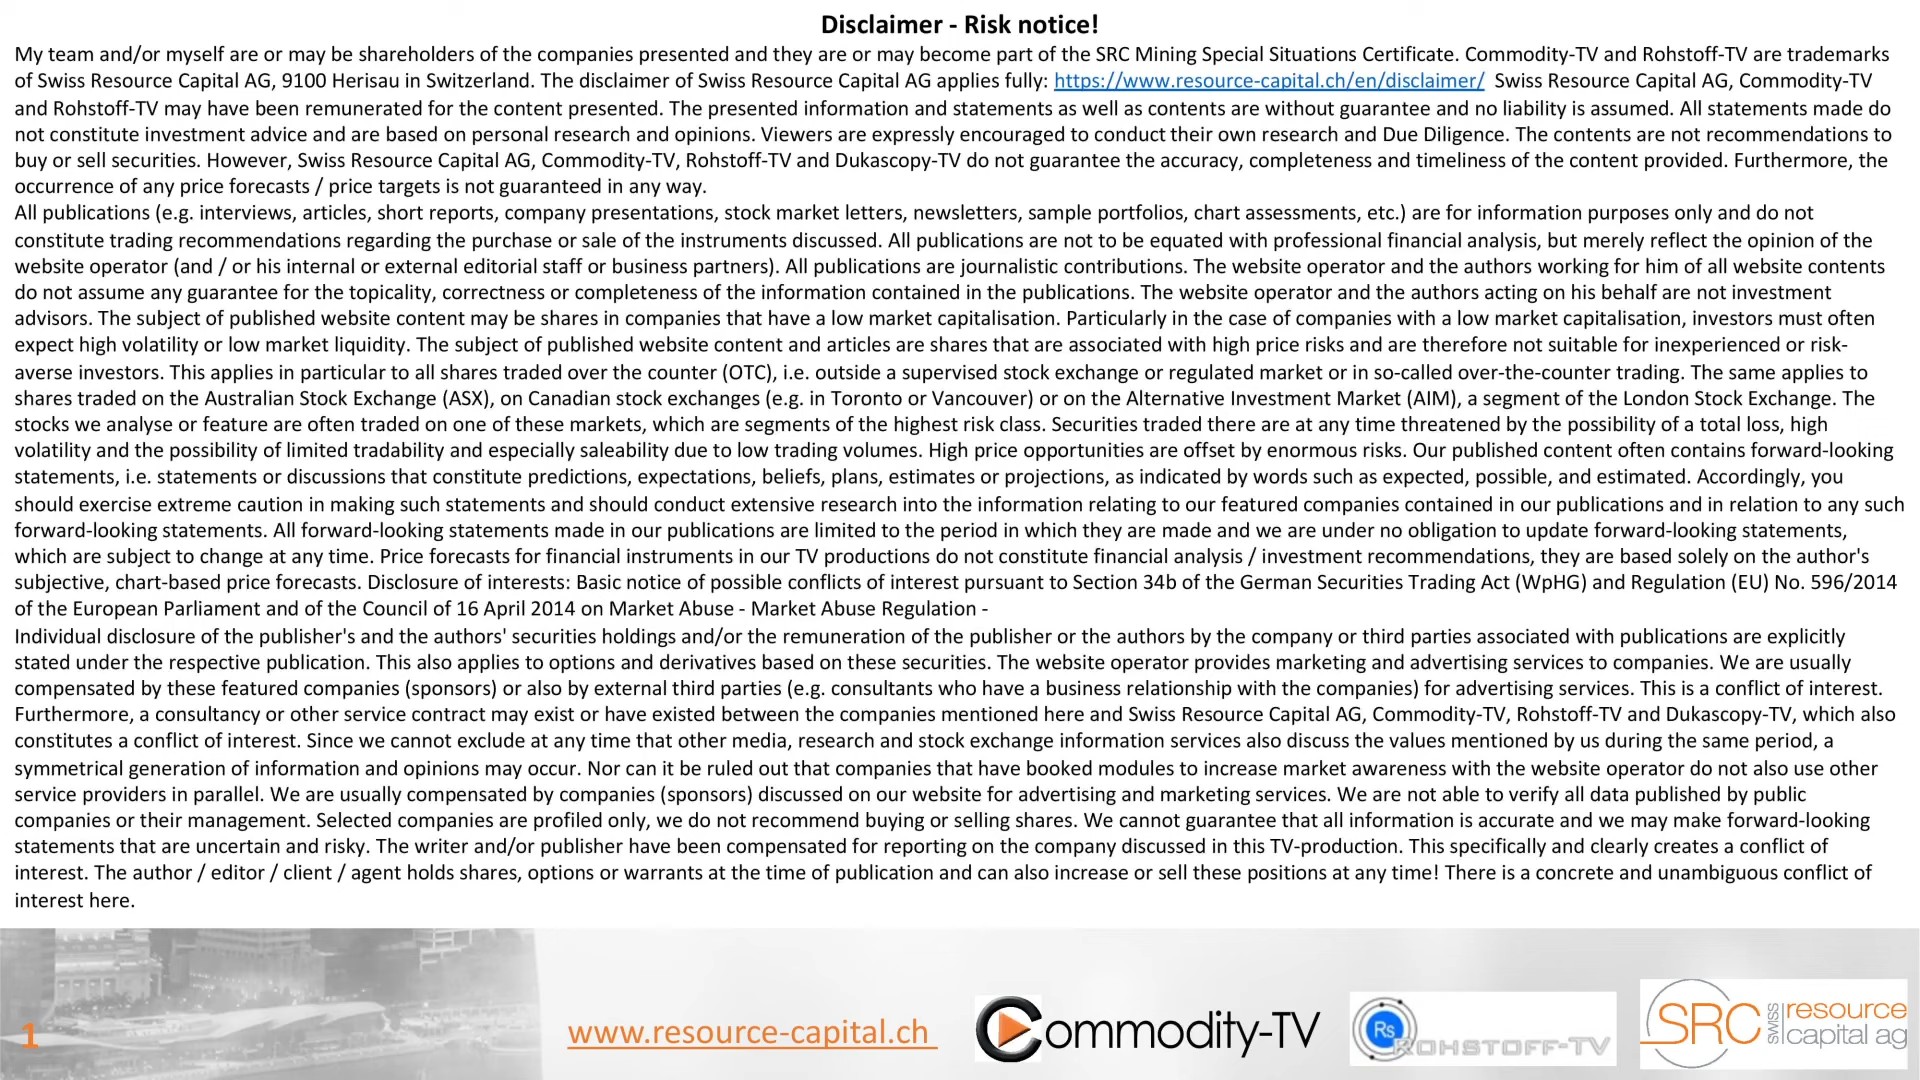 Disclaimer - Risk notice!
My team and/or myself are or may be shareholders of the companies presented and they are or may become part of the SRC Mining Special Situations Certificate. Commodity-TV and Rohstoff-TV are trademarks
of Swiss Resource Capital AG, 9100 Herisau in Switzerland. The disclaimer of Swiss Resource Capital AG applies fully: https://www.resource-capital.ch/en/disclaimer/ Swiss Resource Capital AG, Commodity-TV
and Rohstoff-TV may have been remunerated for the content presented. The presented information and statements as well as contents are without guarantee and no liability is assumed. All statements made do
not constitute investment advice and are based on personal research and opinions. Viewers are expressly encouraged to conduct their own research and Due Diligence. The contents are not recommendations to
buy or sell securities. However, Swiss Resource Capital AG, Commodity-TV, Rohstoff-TV and Dukascopy-TV do not guarantee the accuracy, completeness and timeliness of the content provided. Furthermore, the
occurrence of any price forecasts / price targets is not guaranteed in any way.
All publications (e.g. interviews, articles, short reports, company presentations, stock market letters, newsletters, sample portfolios, chart assessments, etc.) are for information purposes only and do not
constitute trading recommendations regarding the purchase or sale of the instruments discussed. All publications are not to be equated with professional financial analysis, but merely reflect the opinion of the
website operator (and / or his internal or external editorial staff or business partners). All publications are journalistic contributions. The website operator and the authors working for him of all website contents
do not assume any guarantee for the topicality, correctness or completeness of the information contained in the publications. The website operator and the authors acting on his behalf are not investment
advisors. The subject of published website content may be shares in companies that have a low market capitalisation. Particularly in the case of companies with a low market capitalisation, investors must often
expect high volatility or low market liquidity. The subject of published website content and articles are shares that are associated with high price risks and are therefore not suitable for inexperienced or risk-
averse investors. This applies in particular to all shares traded over the counter (OTC), i.e. outside a supervised stock exchange or regulated market or in so-called over-the-counter trading. The same applies to
shares traded on the Australian Stock Exchange (ASX), on Canadian stock exchanges (e.g. in Toronto or Vancouver) or on the Alternative Investment Market (AIM), a segment of the London Stock Exchange. The
stocks we analyse or feature are often traded on one of these markets, which are segments of the highest risk class. Securities traded there are at any time threatened by the possibility of a total loss, high
volatility and the possibility of limited tradability and especially saleability due to low trading volumes. High price opportunities are offset by enormous risks. Our published content often contains forward-looking
statements, i.e. statements or discussions that constitute predictions, expectations, beliefs, plans, estimates or projections, as indicated by words such as expected, possible, and estimated. Accordingly, you
should exercise extreme caution in making such statements and should conduct extensive research into the information relating to our featured companies contained in our publications and in relation to any such
forward-looking statements. All forward-looking statements made in our publications are limited to the period in which they are made and we are under no obligation to update forward-looking statements,
which are subject to change at any time. Price forecasts for financial instruments in our TV productions do not constitute financial analysis / investment recommendations, they are based solely on the author's
subjective, chart-based price forecasts. Disclosure of interests: Basic notice of possible conflicts of interest pursuant to Section 34b of the German Securities Trading Act (WpHG) and Regulation (EU) No. 596/2014
of the European Parliament and of the Council of 16 April 2014 on Market Abuse - Market Abuse Regulation -
Individual disclosure of the publisher's and the authors' securities holdings and/or the remuneration of the publisher or the authors by the company or third parties associated with publications are explicitly
stated under the respective publication. This also applies to options and derivatives based on these securities. The website operator provides marketing and advertising services to companies. We are usually
compensated by these featured companies (sponsors) or also by external third parties (e.g. consultants who have a business relationship with the companies) for advertising services. This is a conflict of interest.
Furthermore, a consultancy or other service contract may exist or have existed between the companies mentioned here and Swiss Resource Capital AG, Commodity-TV, Rohstoff-TV and Dukascopy-TV, which also
constitutes a conflict of interest. Since we cannot exclude at any time that other media, research and stock exchange information services also discuss the values mentioned by us during the same period, a
symmetrical generation of information and opinions may occur. Nor can it be ruled out that companies that have booked modules to increase market awareness with the website operator do not also use other
service providers in parallel. We are usually compensated by companies (sponsors) discussed on our website for advertising and marketing services. We are not able to verify all data published by public
companies or their management. Selected companies are profiled only, we do not recommend buying or selling shares. We cannot guarantee that all information is accurate and we may make forward-looking
statements that are uncertain and risky. The writer and/or publisher have been compensated for reporting on the company discussed in this TV-production. This specifically and clearly creates a conflict of
interest. The author / editor / client / agent holds shares, options or warrants at the time of publication and can also increase or sell these positions at any time! There is a concrete and unambiguous conflict of
interest here.
1
www.resource-capital.ch
Commodity-TV
Rs
ROHSTOFF-TV
SRC
SWISS
resource
capital ag